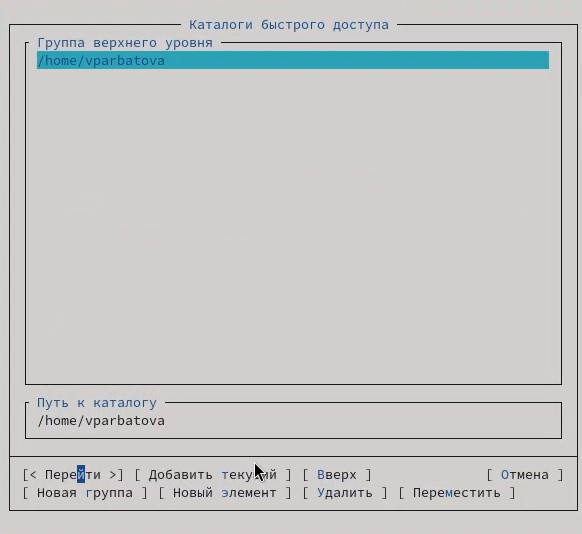 Каталоги быстрого доступа
Группа верхнего уровня
/home/vparbatova
Путь к каталогу
/home/vparbatova
[< Перейти >] [ Добавить текущий ] [ Вверх ] [ Отмена ]
[ Новая группа ] [ Новый элемент ] [ Удалить ] [ Переместить ]